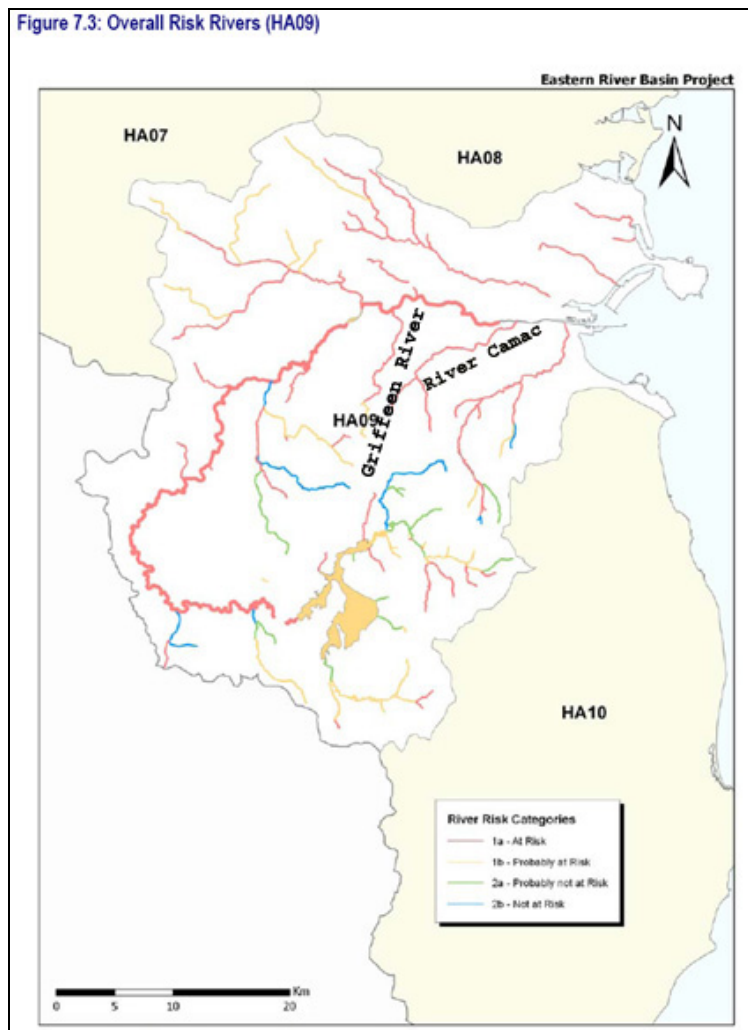 Figure 7.3: Overall Risk Rivers (HA09)
Eastern River Basin Project
HA07
HA08
N
Griffeen River
River Camac
HA09
HA10
River Risk Categories
1a - At Risk
1b - Probably at Risk
2a - Probably not at Risk
2b - Not at Risk
Km
0 5 10 20